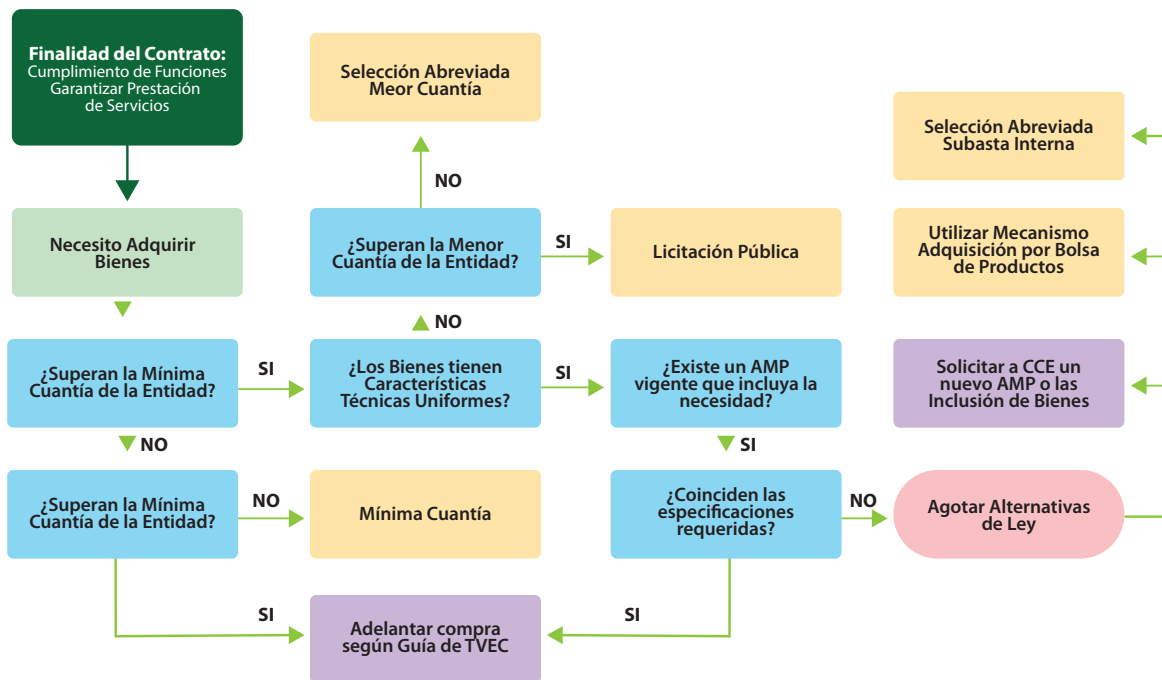 Finalidad del Contrato:
Cumplimiento de Funciones
Garantizar Prestación
de Servicios
Selección Abreviada
Meor Cuantía
Selección Abreviada
Subasta Interna
NO
Necesito Adquirir
Bienes
¿Superan la Menor
Cuantía de la Entidad?
SI
Licitación Pública
Utilizar Mecanismo
Adquisición por Bolsa
de Productos
NO
¿Superan la Mínima
Cuantía de la Entidad?
SI
¿Los Bienes tienen
Características
Técnicas Uniformes?
SI
¿Existe un AMP
vigente que incluya la
necesidad?
Solicitar a CCE un
nuevo AMP o las
Inclusión de Bienes
NO
SI
¿Superan la Mínima
Cuantía de la Entidad?
NO
Mínima Cuantía
¿Coinciden las
especificaciones
requeridas?
NO
Agotar Alternativas
de Ley
SI
Adelantar compra
según Guía de TVEC
SI